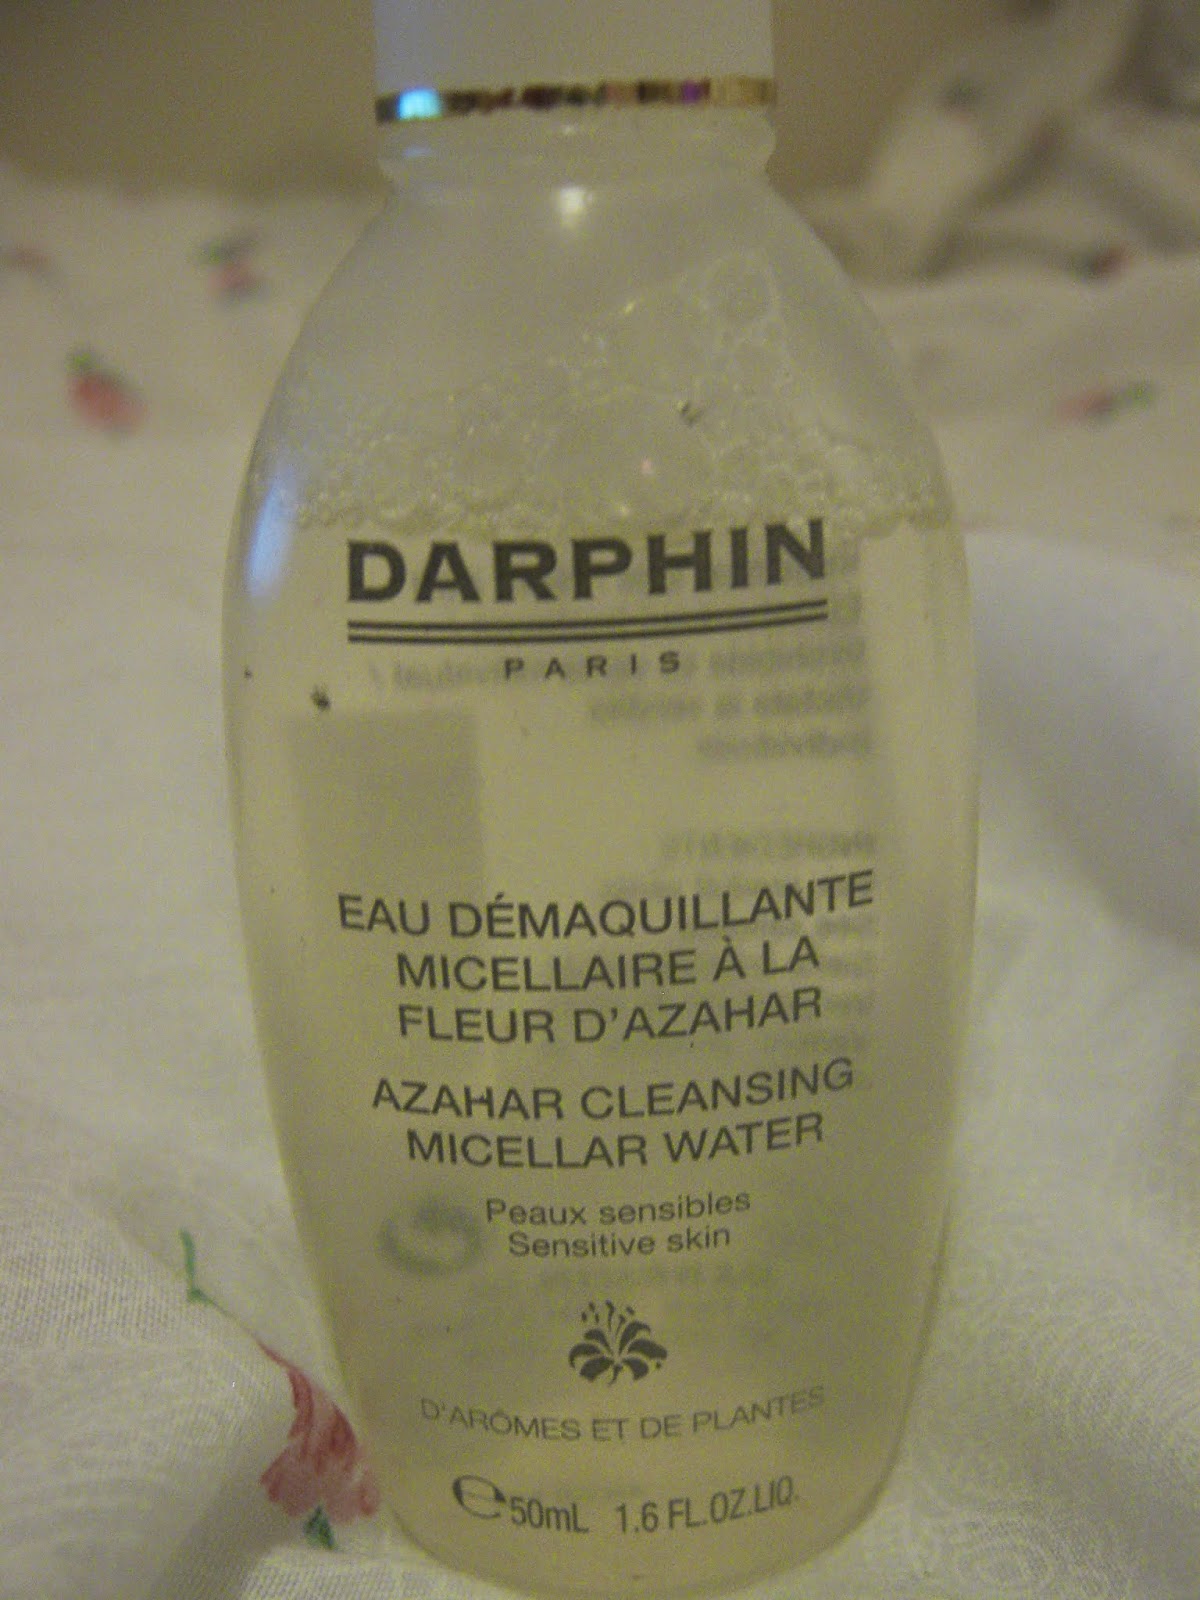 DARPHIN
PARIS
EAU DÉMAQUILLANTE
MICELLAIRE À LA
FLEUR D'AZAHAR
AZAHAR CLEANSING
MICELLAR WATER
Peaux sensibles
Sensitive skin
D'ARÔMES ET DE PLANTES
℮50mL 1.6 FL.OZ.LIQ.